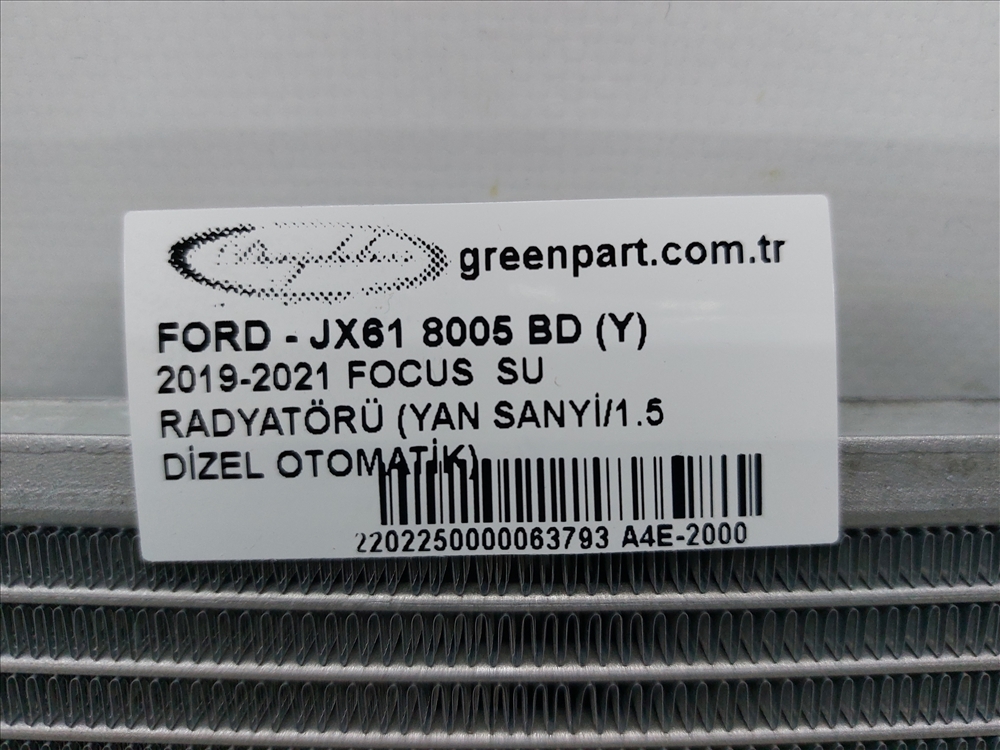 greenpart.com.tr
FORD - JX61 8005 BD (Y)
2019-2021 FOCUS SU
RADYATÖRÜ (YAN SANYİ/1.5
DİZEL OTOMATİK)
2202250000063793 A4E-2000